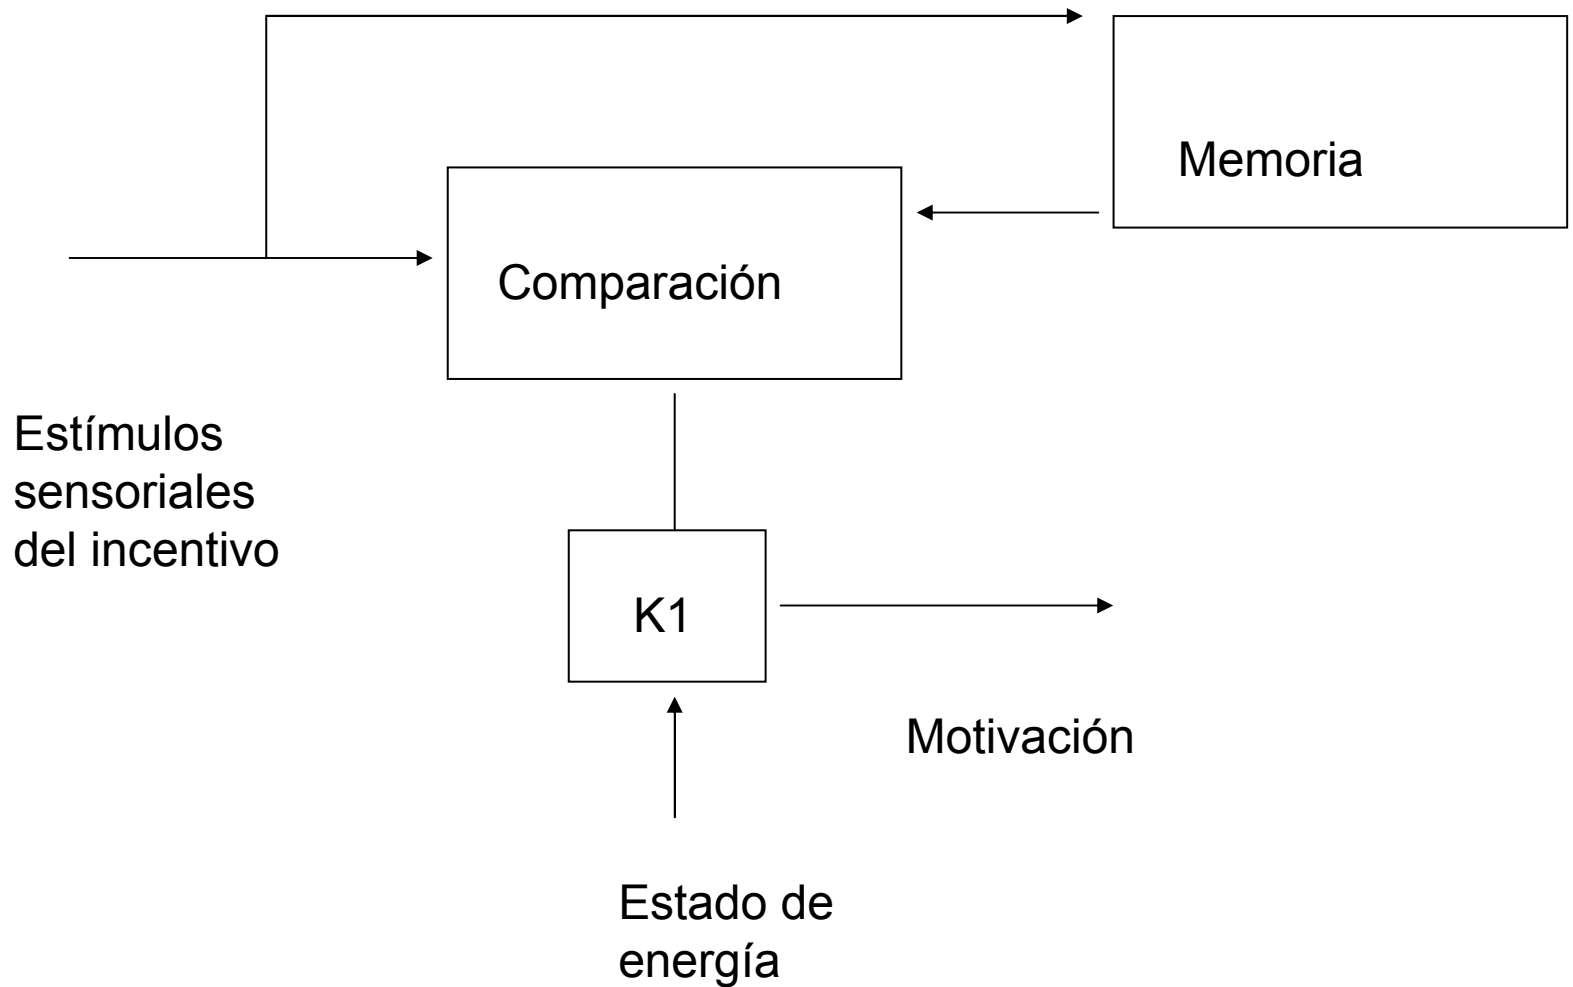 Memoria
Comparación
Estímulos
sensoriales
del incentivo
K1
Motivación
Estado de
energía